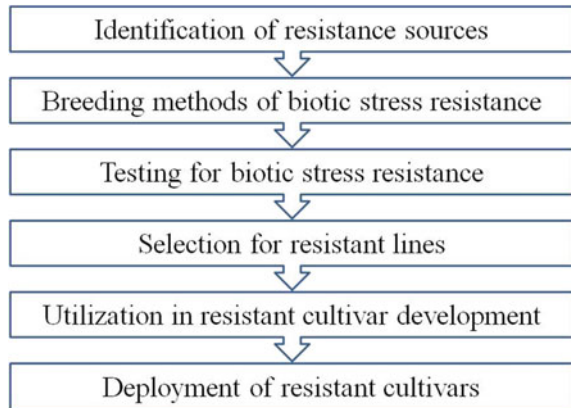 Identification of resistance sources
Breeding methods of biotic stress resistance
Testing for biotic stress resistance
Selection for resistant lines
Utilization in resistant cultivar development
Deployment of resistant cultivars